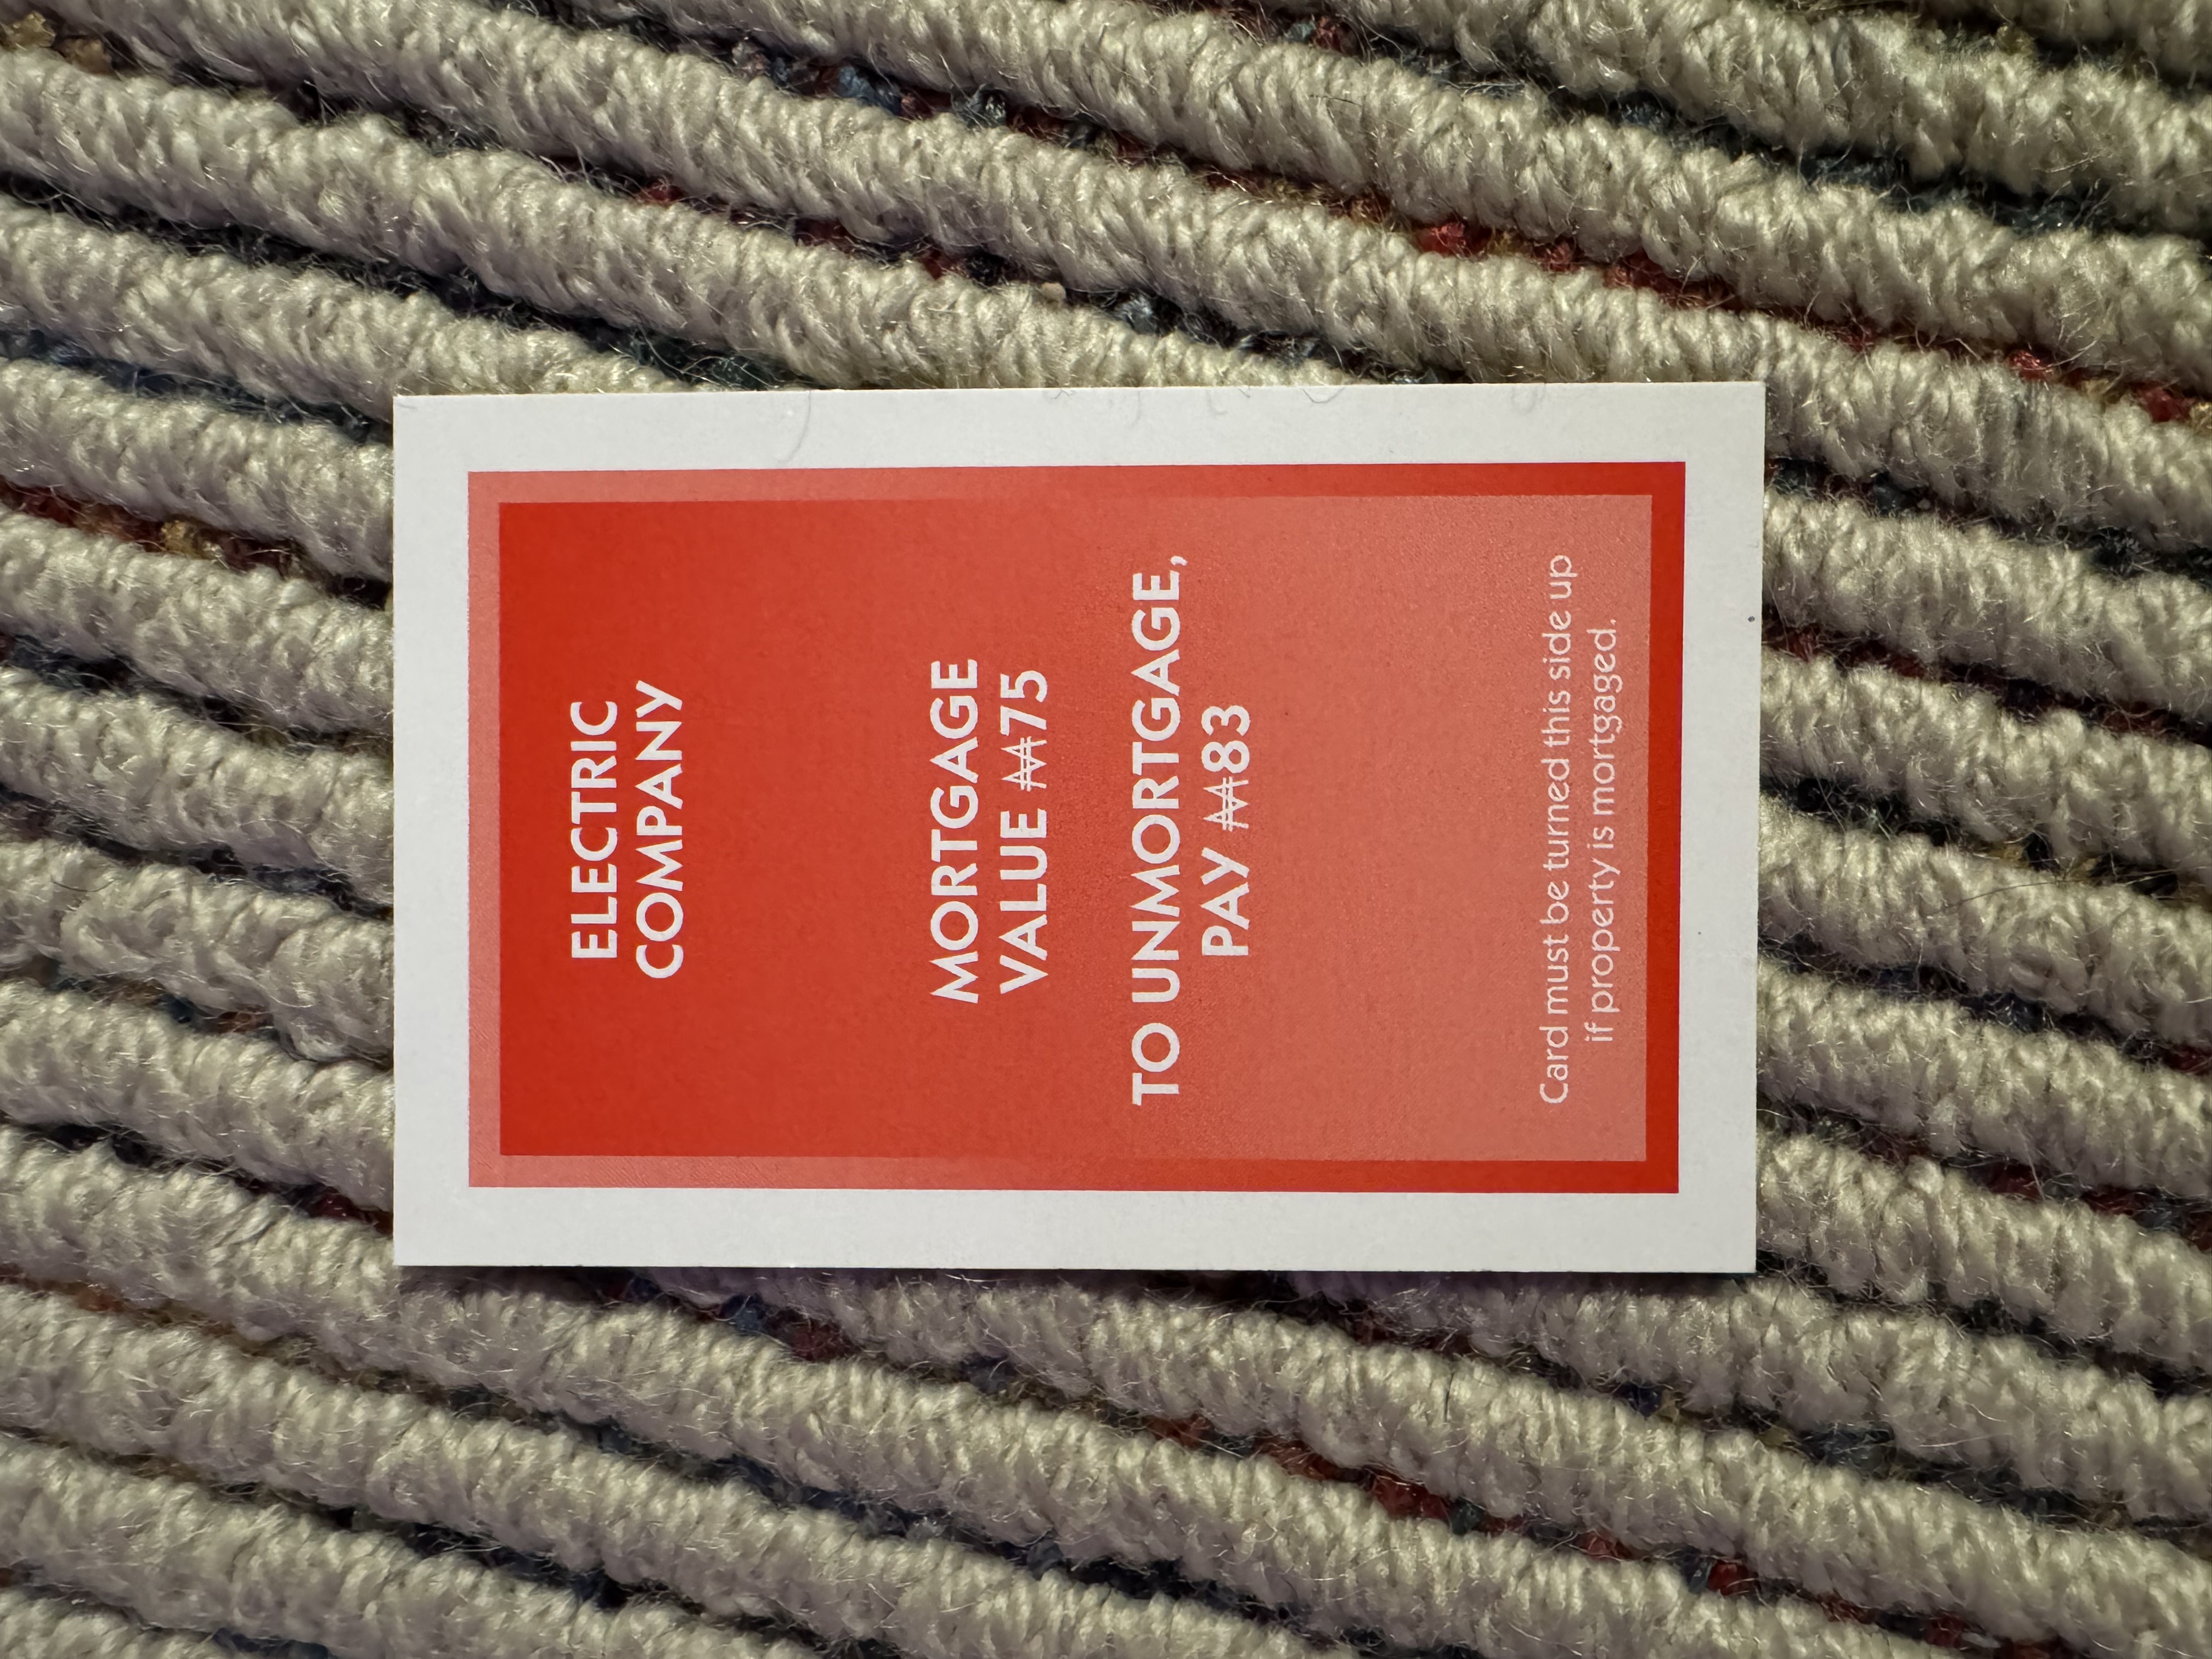 ELECTRIC
COMPANY
MORTGAGE
VALUE ₩75
TO UNMORTGAGE,
PAY ₩83
Card must be turned this side up
if property is mortgaged.